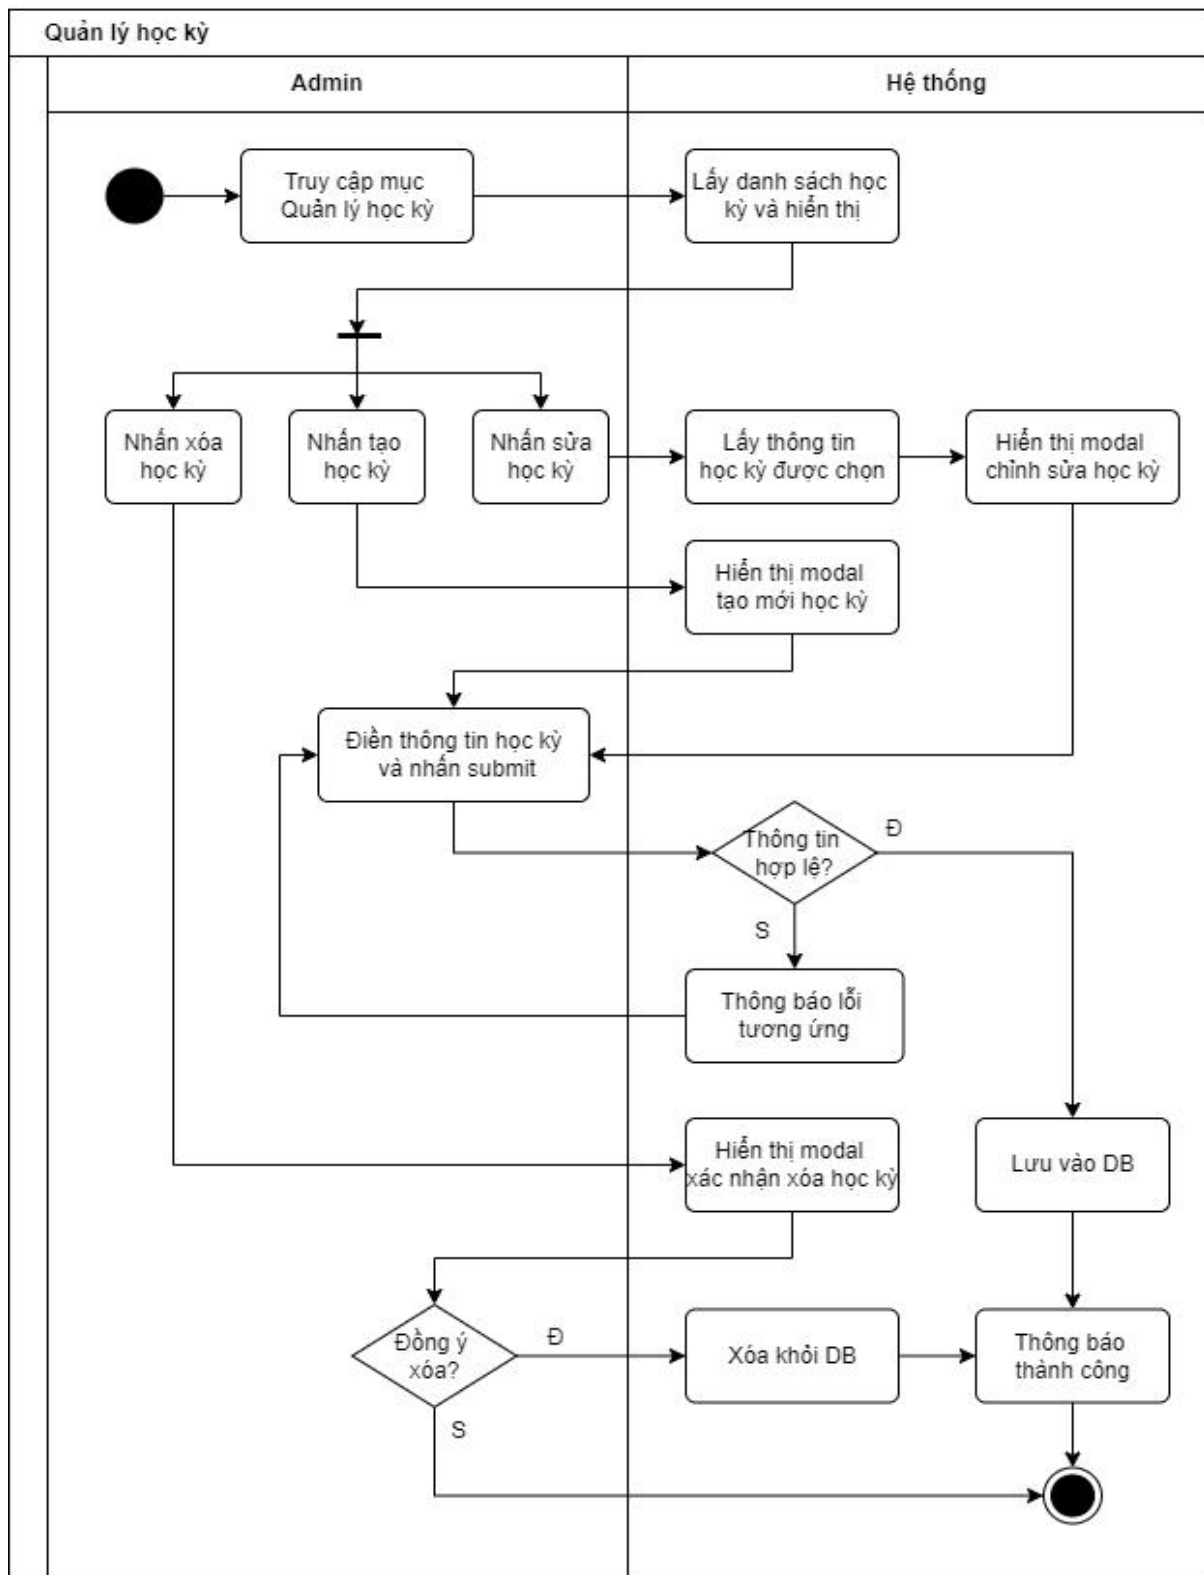 Quản lý học kỳ
Admin
Hệ thống
Truy cập mục
Quản lý học kỳ
Lấy danh sách học
kỳ và hiển thị
Nhấn xóa
học kỳ
Nhấn tạo
học kỳ
Nhấn sửa
học kỳ
Lấy thông tin
học kỳ được chọn
Hiển thị modal
chỉnh sửa học kỳ
Hiển thị modal
tạo mới học kỳ
Điền thông tin học kỳ
và nhấn submit
Thông tin
hợp lệ?
Đ
S
Thông báo lỗi
tương ứng
Hiển thị modal
xác nhận xóa học kỳ
Lưu vào DB
Đồng ý
xóa?
Đ
S
Xóa khỏi DB
Thông báo
thành công